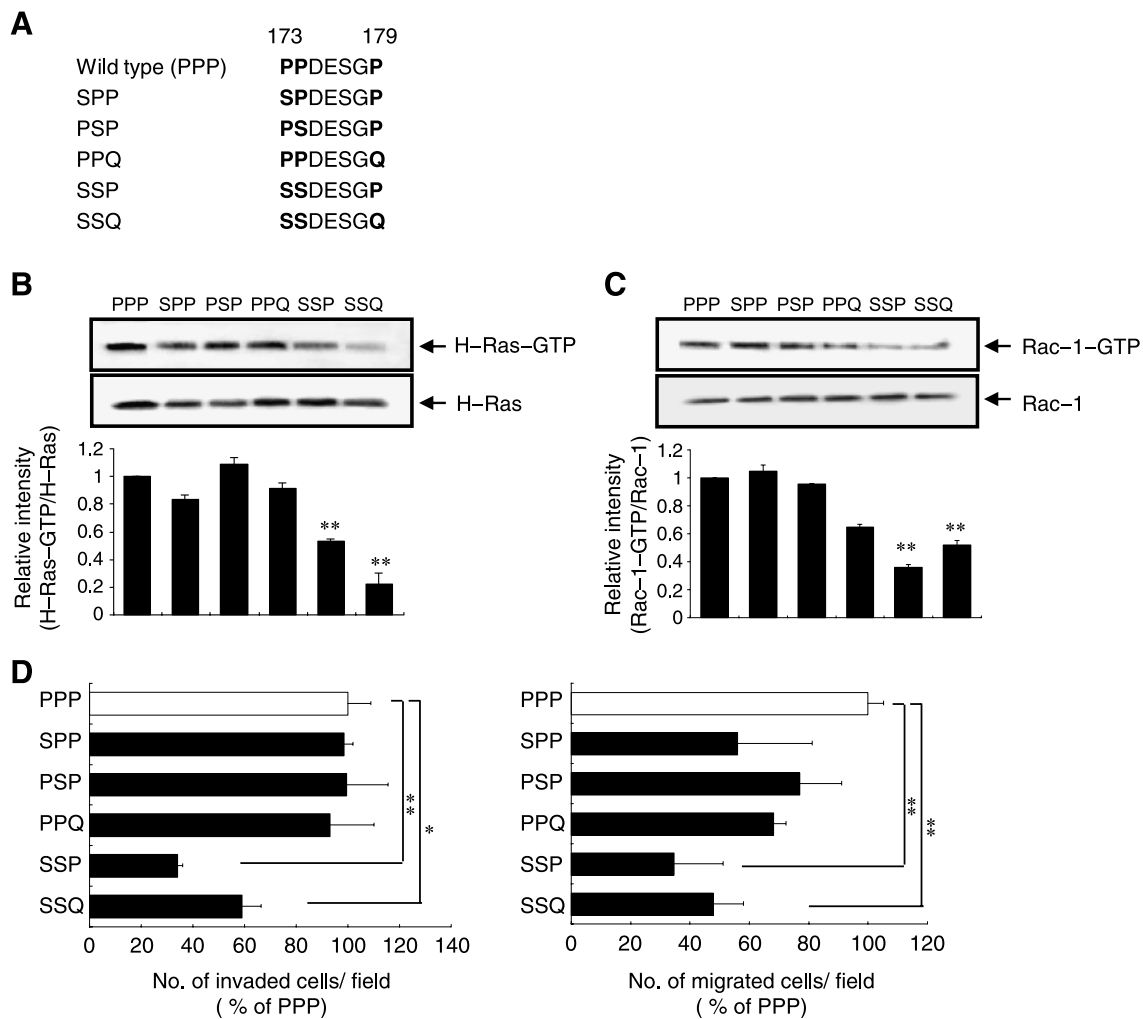 A
173 179
Wild type (PPP) PPDESGP
SPP SPDESGP
PSP PSDESGP
PPQ PPDESGQ
SSP SSDESGP
SSQ SSDESGQ
B
PPP SPP PSP PPQ SSP SSQ
H–Ras–GTP
H–Ras
Relative intensity
(H–Ras–GTP/H–Ras)
1.2
1
0.8
0.6
0.4
0.2
0
**
**
C
PPP SPP PSP PPQ SSP SSQ
Rac–1–GTP
Rac–1
Relative intensity
(Rac–1–GTP/Rac–1)
1.2
1
0.8
0.6
0.4
0.2
0
**
**
D
PPP
SPP
PSP
PPQ
SSP
SSQ
**
*
0 20 40 60 80 100 120 140
No. of invaded cells/ field
( % of PPP)
PPP
SPP
PSP
PPQ
SSP
SSQ
**
**
0 20 40 60 80 100 120
No. of migrated cells/ field
( % of PPP)